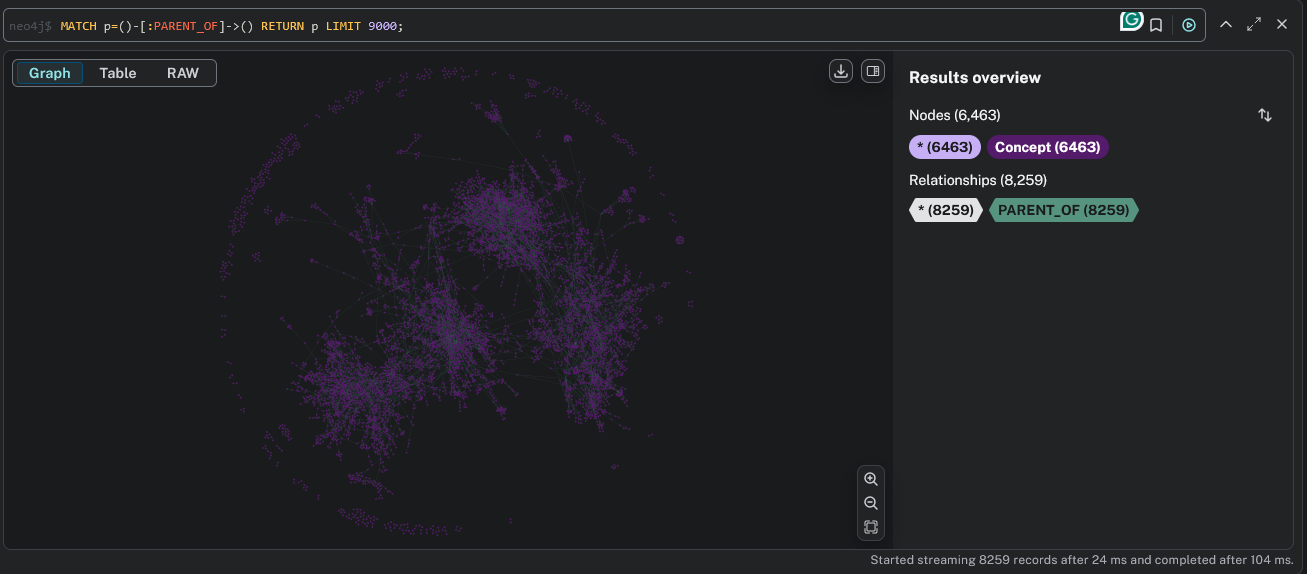 neo4j$ MATCH p=()-[:PARENT_OF]->() RETURN p LIMIT 9000;
Graph Table RAW
Results overview
Nodes (6,463)
* (6463) Concept (6463)
Relationships (8,259)
* (8259) PARENT_OF (8259)
Started streaming 8259 records after 24 ms and completed after 104 ms.